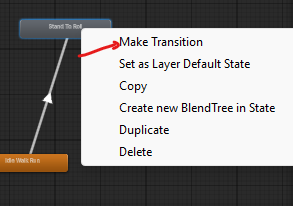 Stand To Roll
Make Transition
Set as Layer Default State
Copy
Create new BlendTree in State
Duplicate
Delete
Idle Walk Run